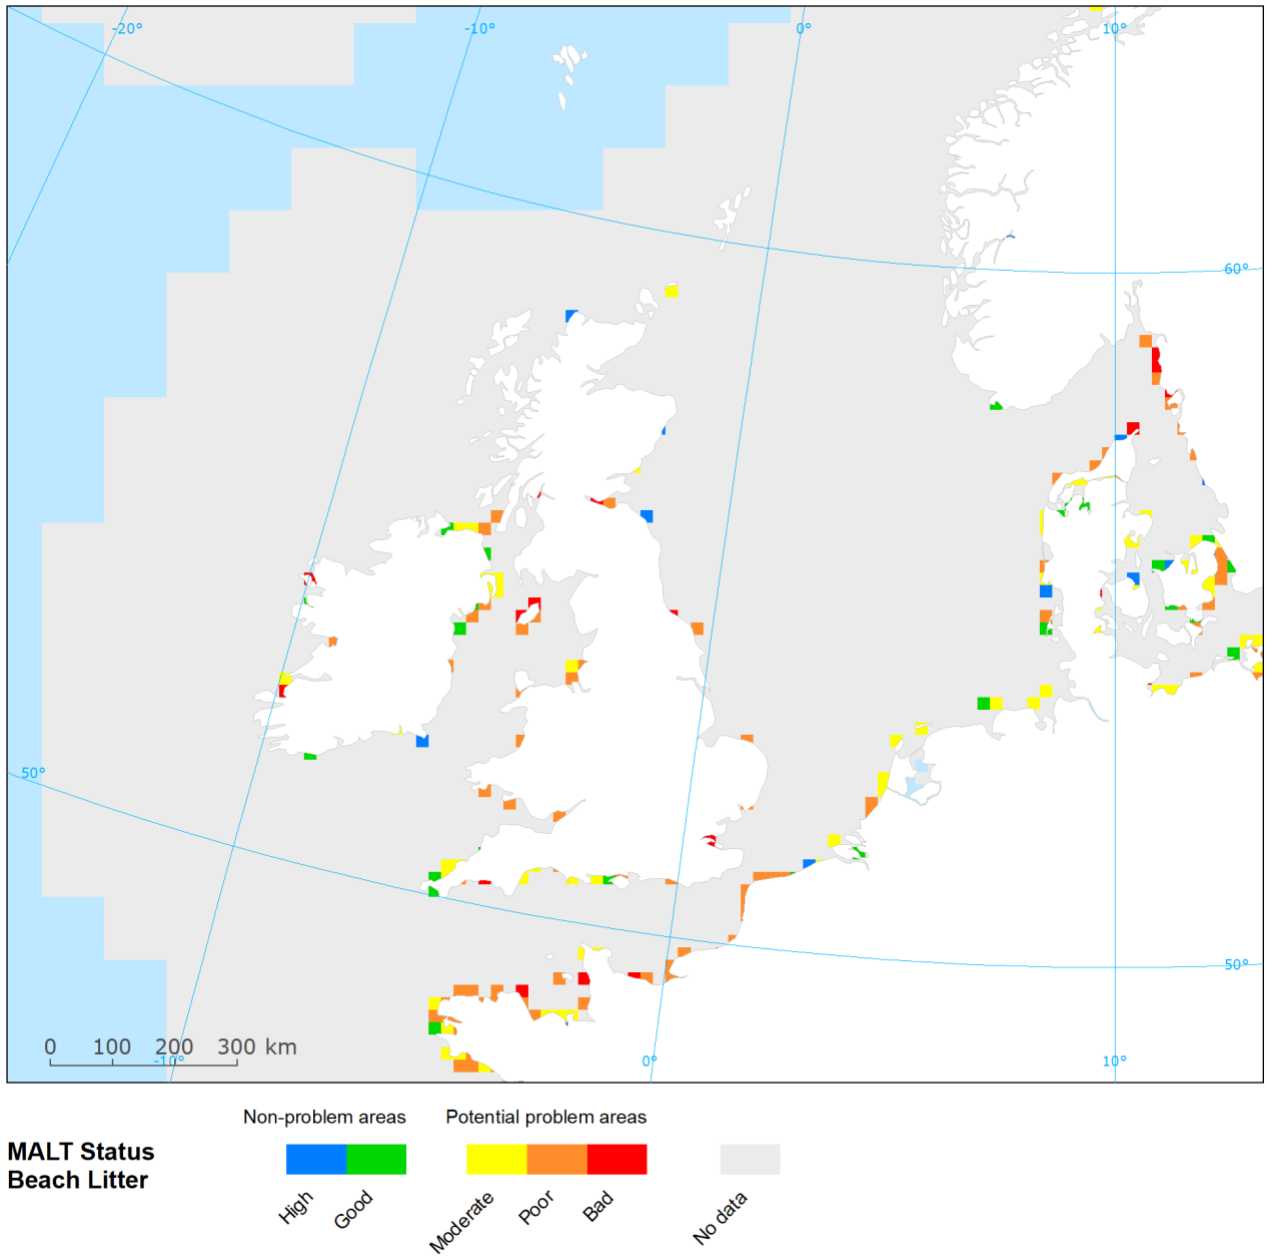 -20° -10° 0° 10°
60°
50° 50°
0 100 200 300 km
-10° 0° 10°
Non-problem areas Potential problem areas
MALT Status
Beach Litter
High Good Moderate Poor Bad No data